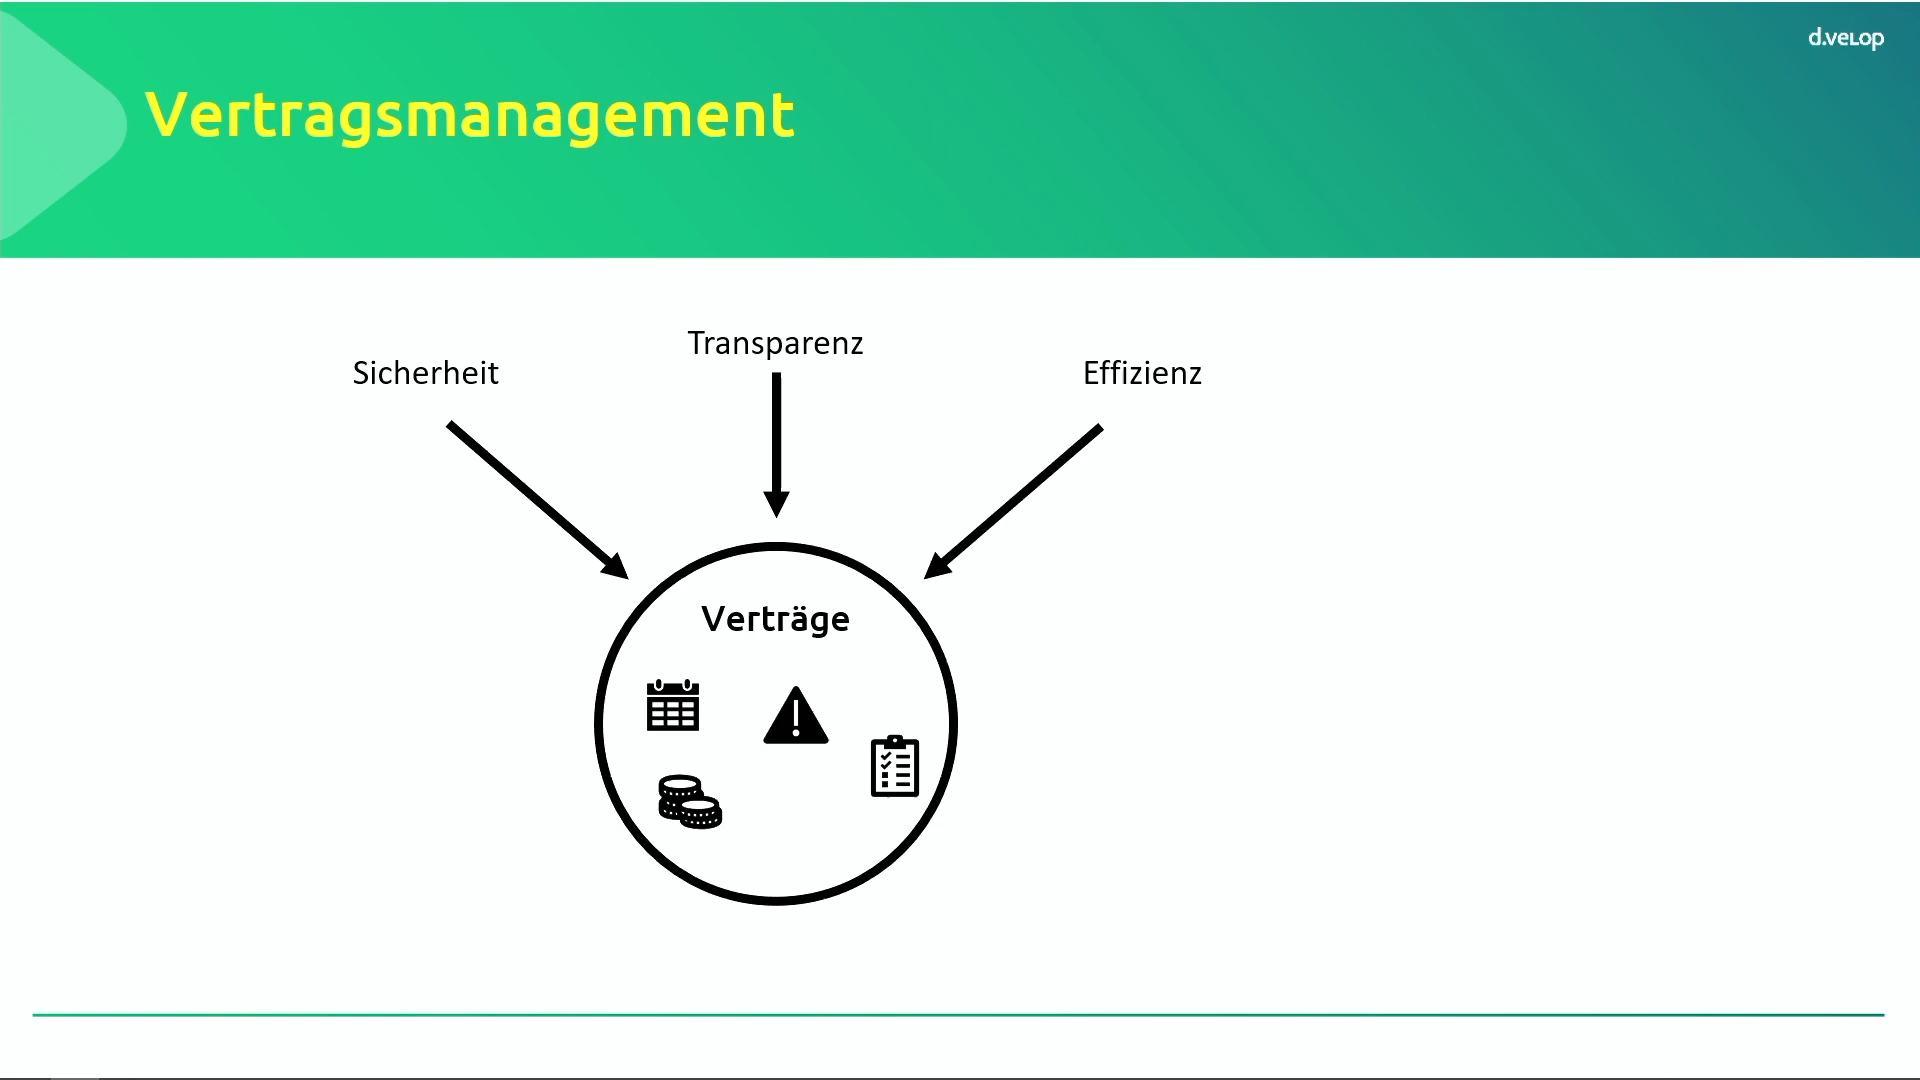 d.velop
Vertragsmanagement
Transparenz
Sicherheit
Effizienz
Verträge